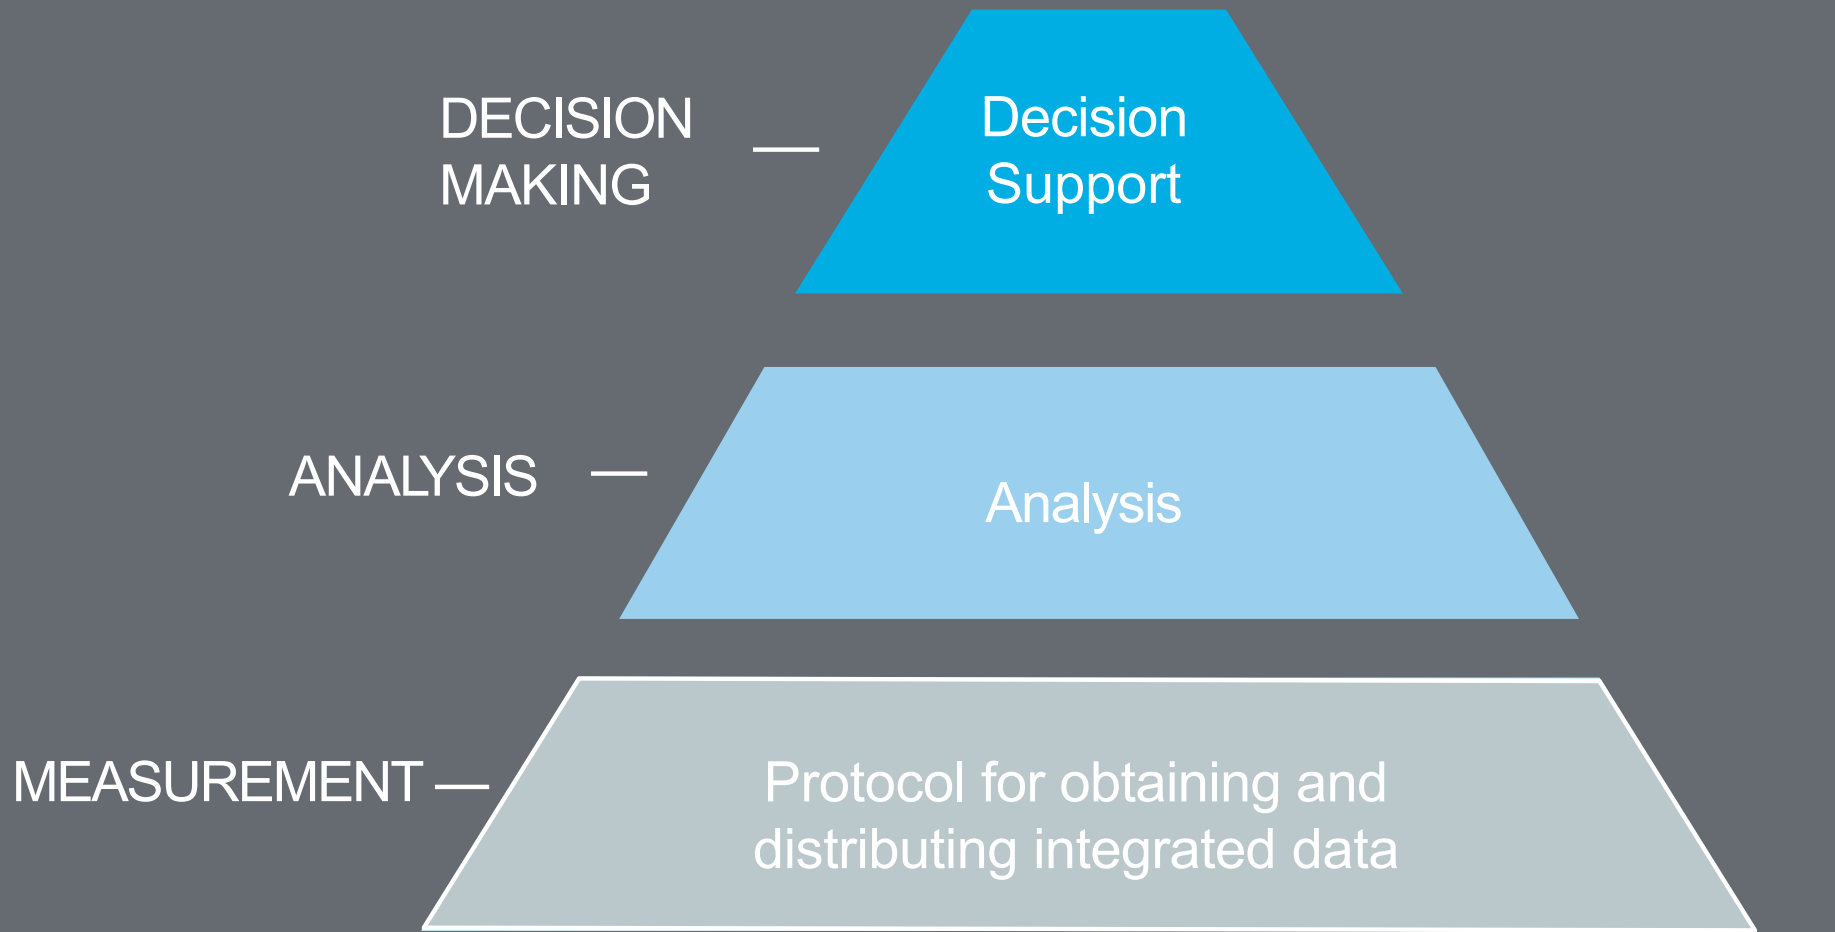 DECISION
MAKING
Decision
Support
ANALYSIS
Analysis
MEASUREMENT
Protocol for obtaining and
distributing integrated data